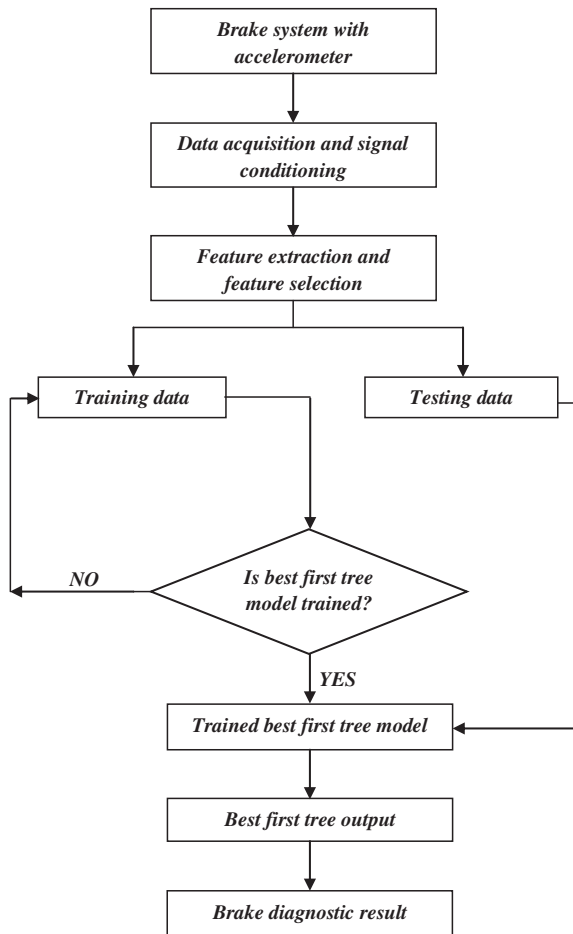 Brake system with
accelerometer
Data acquisition and signal
conditioning
Feature extraction and
feature selection
Training data
Testing data
Is best first tree
model trained?
NO
YES
Trained best first tree model
Best first tree output
Brake diagnostic result